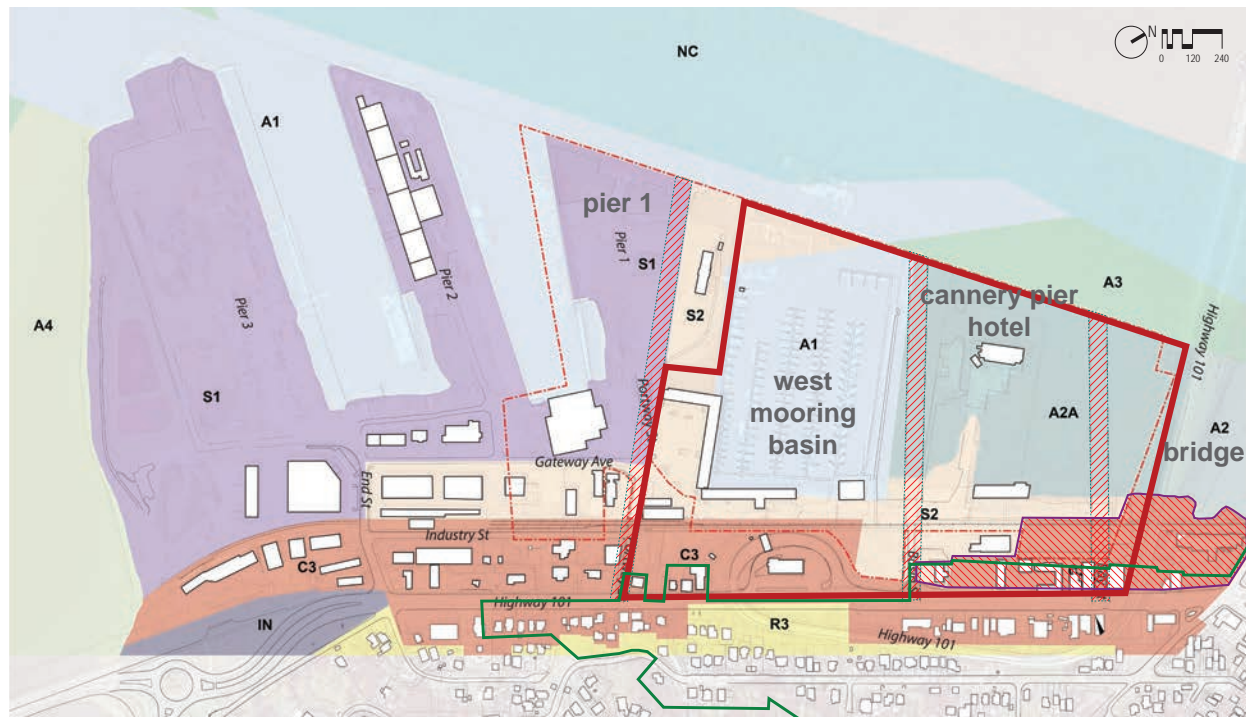 NC
N
0 120 240
A1
pier 1
Pier 1
S1
Pier 2
S2
cannery pier
hotel
A3
Highway 101
A4
Pier 3
S1
A1
west
mooring
basin
A2A
A2
bridge
Gateway Ave
End St
Industry St
S2
C3
C3
Highway 101
IN
R3
Highway 101